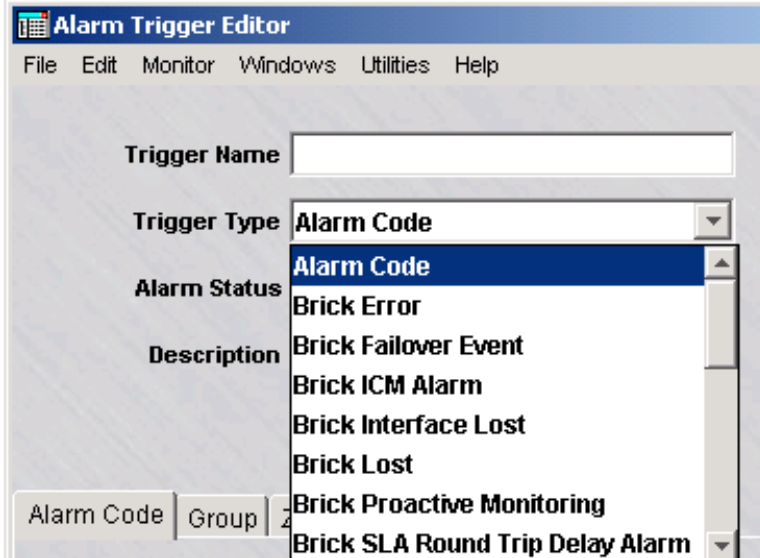 Alarm Trigger Editor
File Edit Monitor Windows Utilities Help
Trigger Name
Trigger Type Alarm Code
Alarm Status
Description
Alarm Code
Brick Error
Brick Failover Event
Brick ICM Alarm
Brick Interface Lost
Brick Lost
Brick Proactive Monitoring
Brick SLA Round Trip Delay Alarm
Alarm Code Group